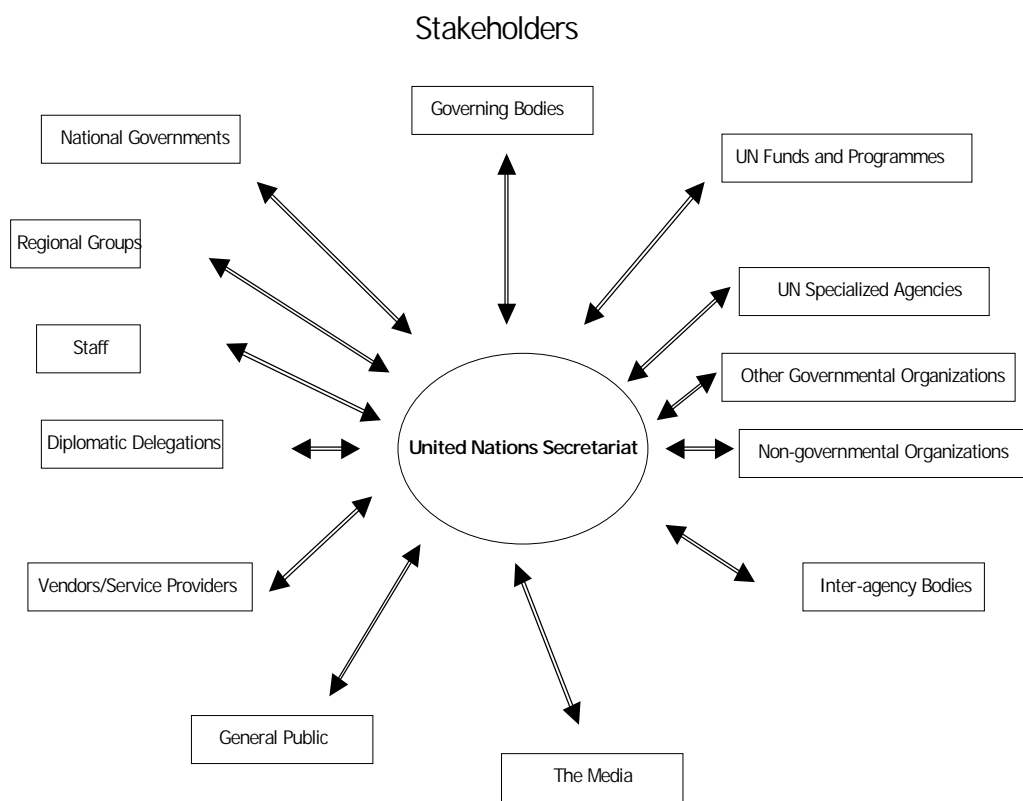 Stakeholders
Governing Bodies
National Governments
UN Funds and Programmes
Regional Groups
UN Specialized Agencies
Staff
Other Governmental Organizations
Diplomatic Delegations
United Nations Secretariat
Non-governmental Organizations
Vendors/Service Providers
Inter-agency Bodies
General Public
The Media